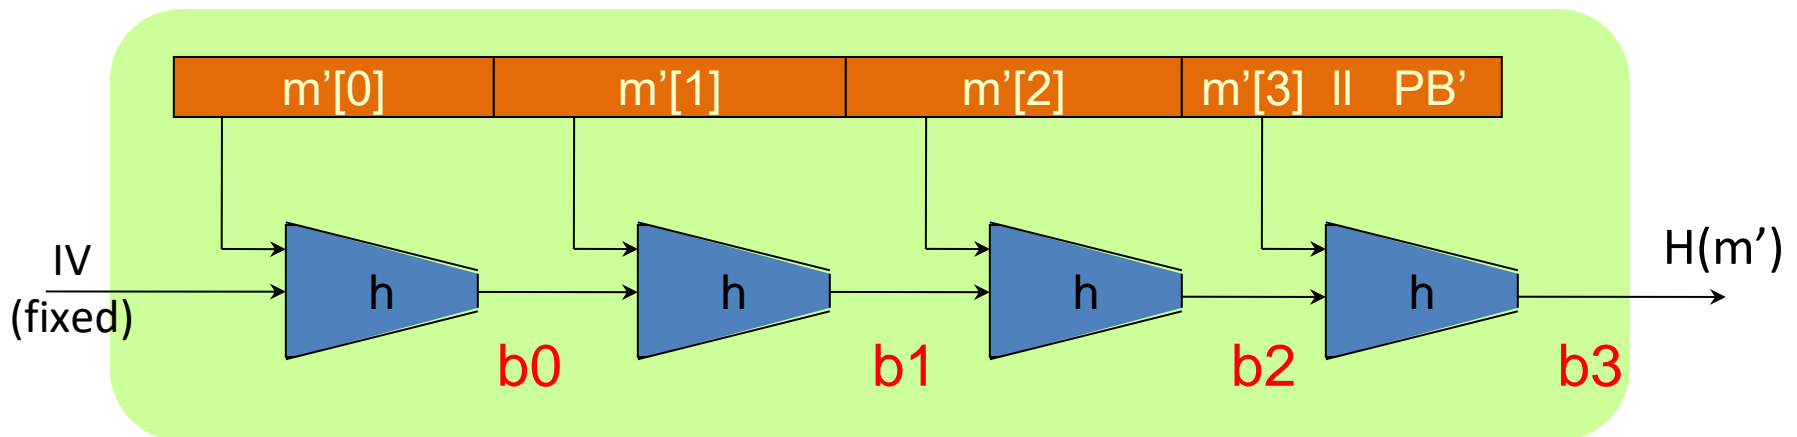 m’[0] m’[1] m’[2] m’[3] ll PB’
IV
(fixed)
h h h h
H(m’)
b0 b1 b2 b3